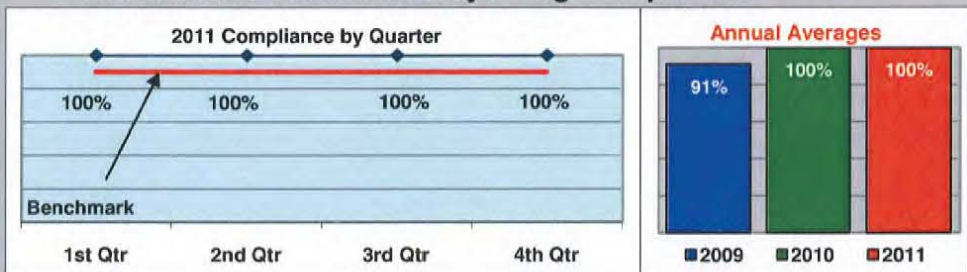 2011 Compliance by Quarter
100% 100% 100% 100%
Benchmark
1st Qtr 2nd Qtr 3rd Qtr 4th Qtr
Annual Averages
91% 100% 100%
2009 2010 2011